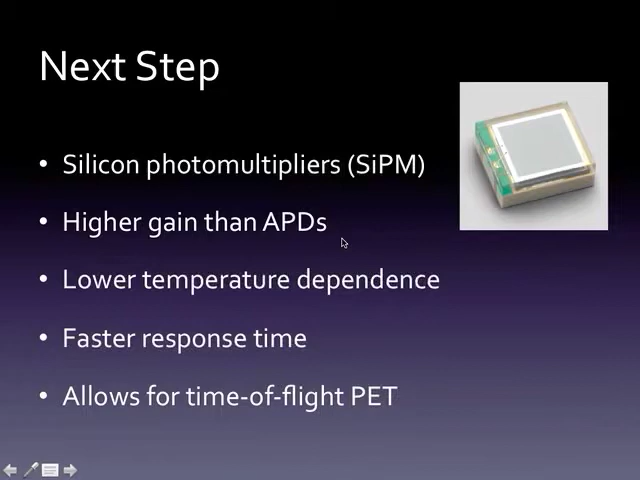 Next Step
• Silicon photomultipliers (SiPM)
• Higher gain than APDs
• Lower temperature dependence
• Faster response time
• Allows for time-of-flight PET